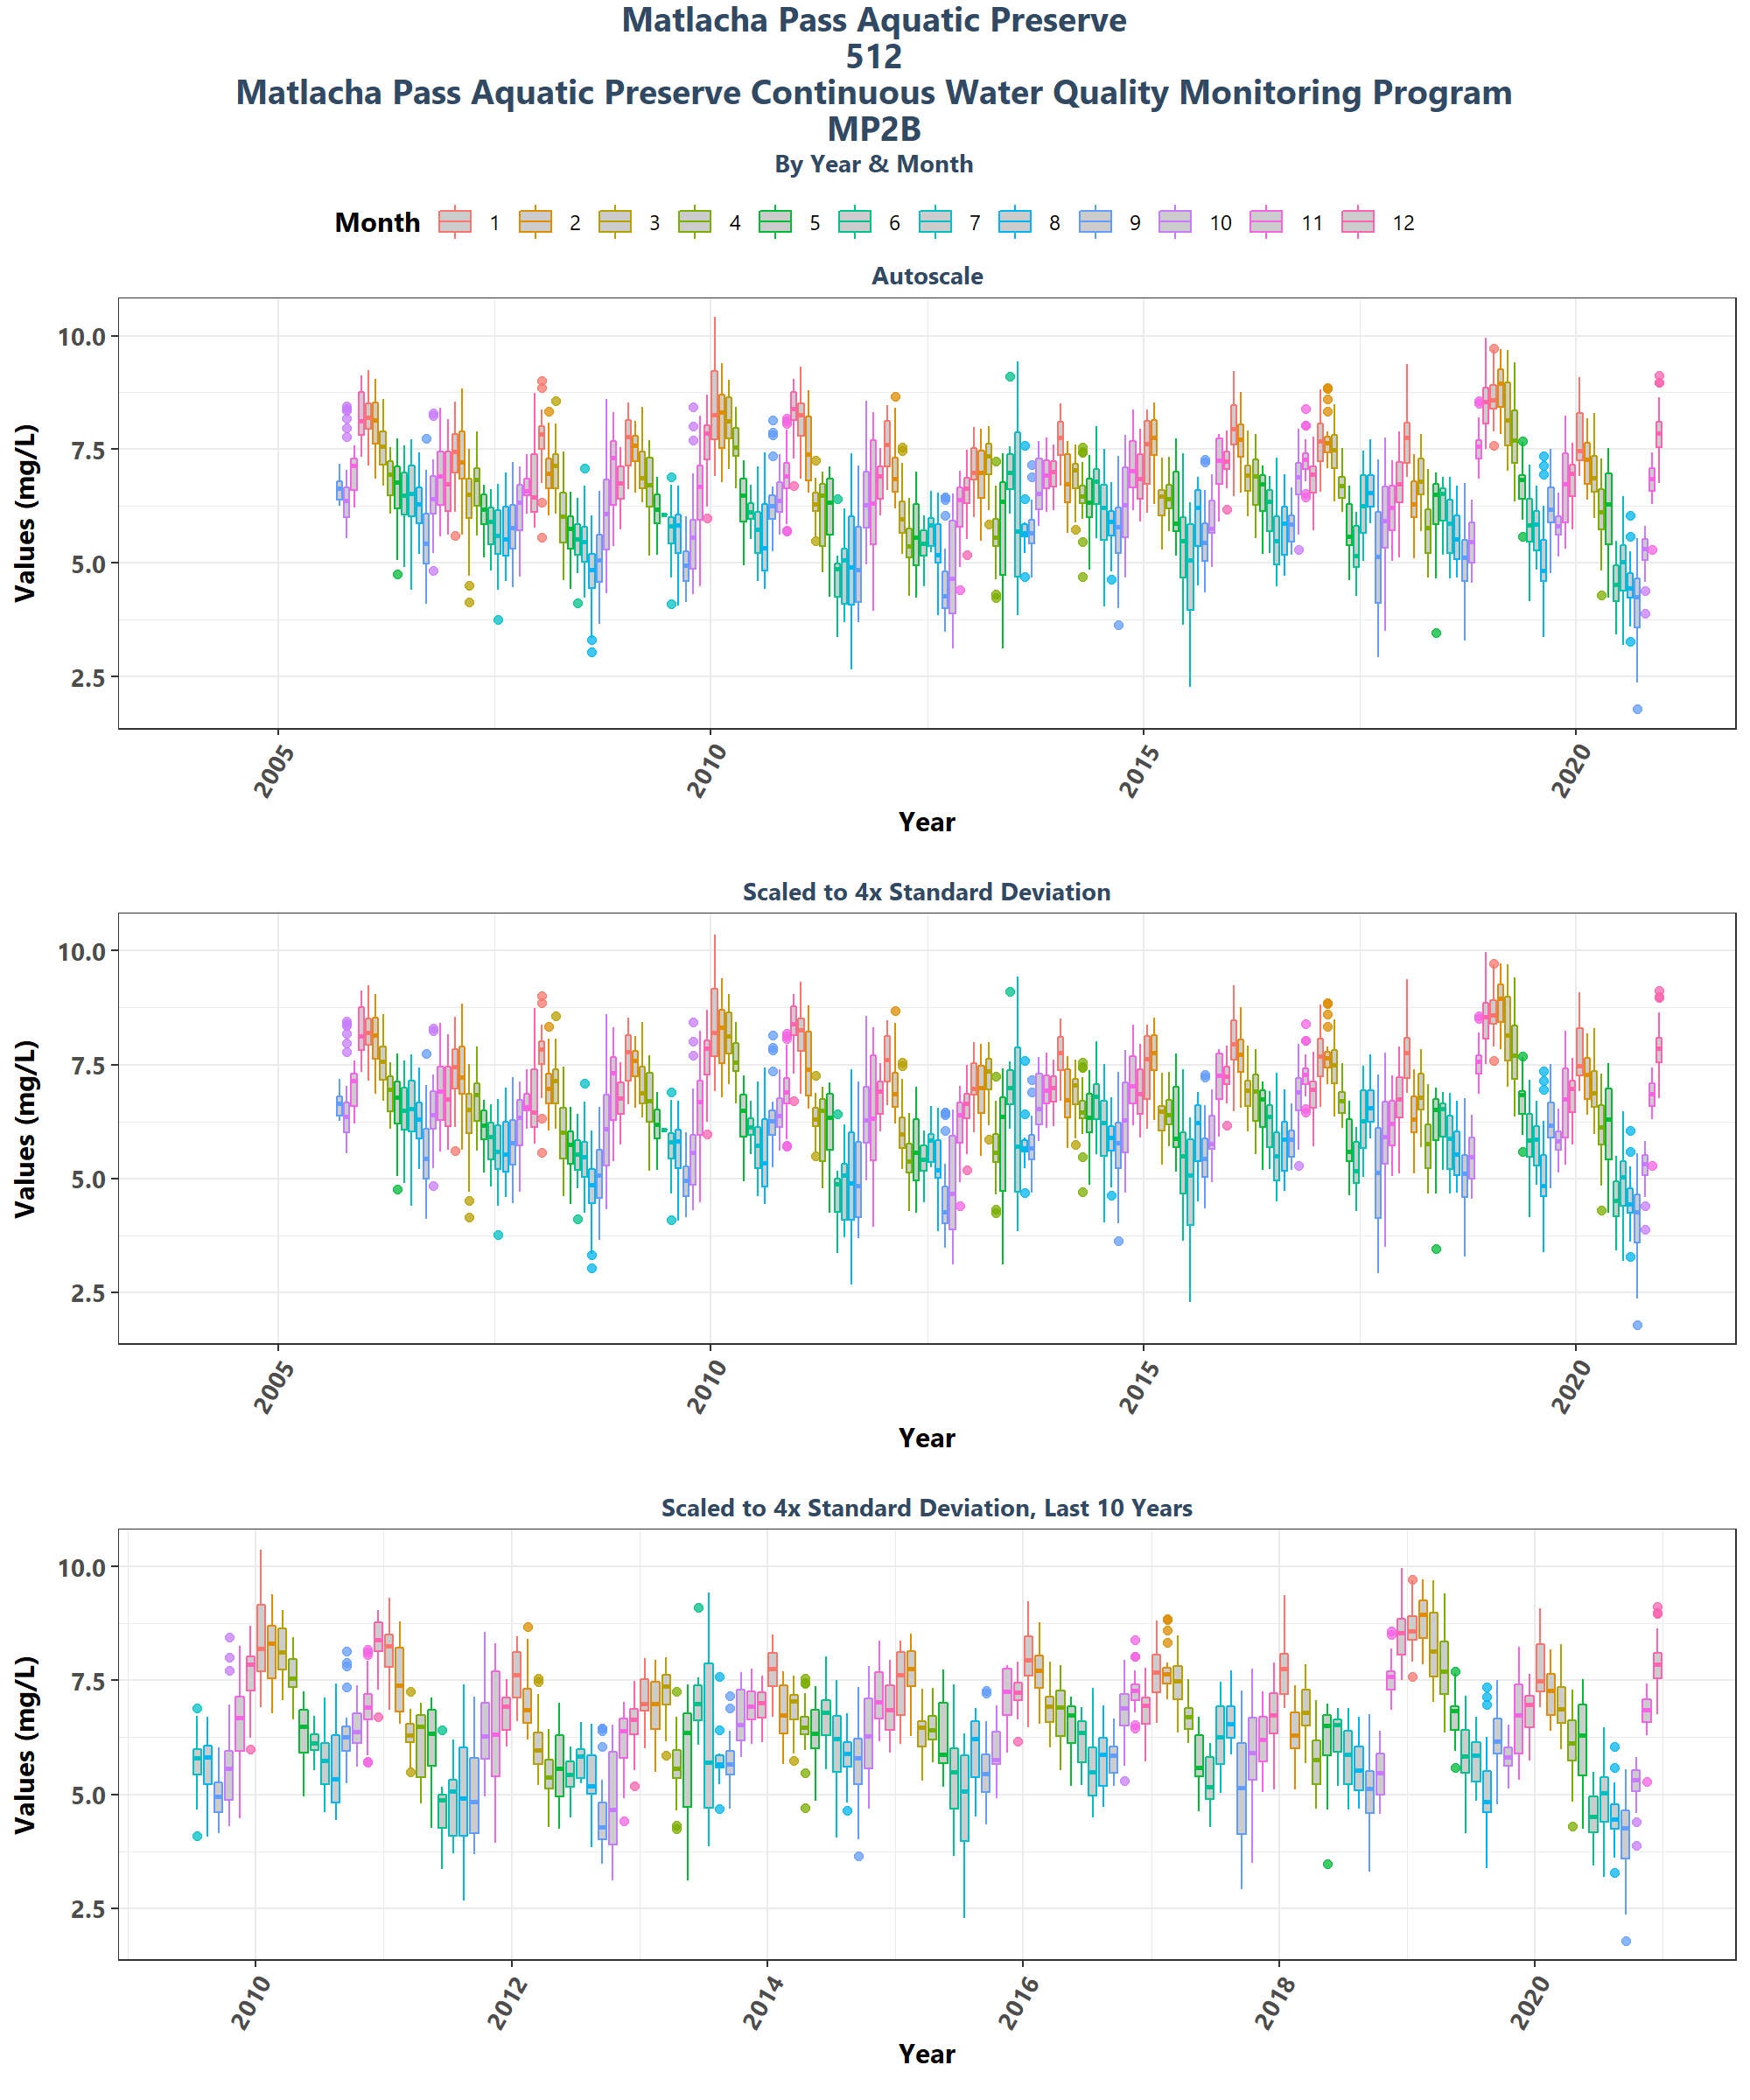 Matlacha Pass Aquatic Preserve
512
Matlacha Pass Aquatic Preserve Continuous Water Quality Monitoring Program
MP2B
By Year & Month
Month 1 2 3 4 5 6 7 8 9 10 11 12
Autoscale
Values (mg/L)
10.0
7.5
5.0
2.5
2005 2010 2015 2020
Year
Scaled to 4x Standard Deviation
Values (mg/L)
10.0
7.5
5.0
2.5
2005 2010 2015 2020
Year
Scaled to 4x Standard Deviation, Last 10 Years
Values (mg/L)
10.0
7.5
5.0
2.5
2010 2012 2014 2016 2018 2020
Year